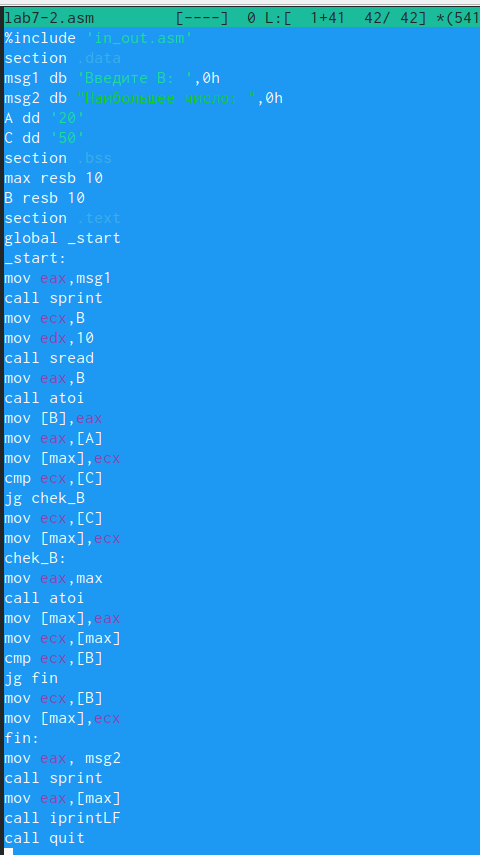 lab7-2.asm [----] 0 L:[ 1+41 42/ 42] *(541
%include 'in_out.asm'
section .data
msg1 db 'Введите B: ',0h
msg2 db "Наибольшее число: ",0h
A dd '20'
C dd '50'
section .bss
max resb 10
B resb 10
section .text
global _start
_start:
mov eax,msg1
call sprint
mov ecx,B
mov edx,10
call sread
mov eax,B
call atoi
mov [B],eax
mov eax,[A]
mov [max],ecx
cmp ecx,[C]
jg chek_B
mov ecx,[C]
mov [max],ecx
chek_B:
mov eax,max
call atoi
mov [max],eax
mov ecx,[max]
cmp ecx,[B]
jg fin
mov ecx,[B]
mov [max],ecx
fin:
mov eax, msg2
call sprint
mov eax,[max]
call iprintLF
call quit